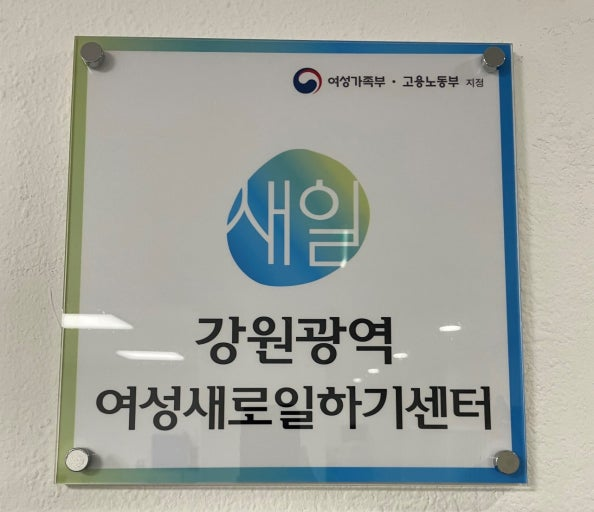 여성가족부 · 고용노동부 지정
새일
강원광역
여성새로일하기센터